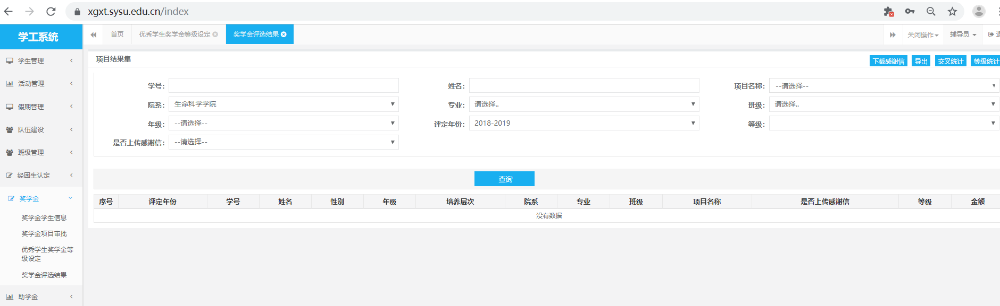 xgxt.sysu.edu.cn/index
学工系统
首页
优秀学生奖学金等级设定
奖学金评选结果
关闭操作
辅导员
学生管理
活动管理
假期管理
队伍建设
班级管理
经困生认定
奖学金
奖学金学生信息
奖学金项目审批
优秀学生奖学金等
级设定
奖学金评选结果
助学金
项目结果集
下载感谢信 导出 交叉统计 等级统计
学号: 姓名: 项目名称: --请选择--
院系: 生命科学学院 专业: 请选择.. 班级: 请选择..
年级: --请选择-- 评定年份: 2018-2019 等级:
是否上传感谢信: --请选择--
查询
序号 评定年份 学号 姓名 性别 年级 培养层次 院系 专业 班级 项目名称 是否上传感谢信 等级 金额
没有数据